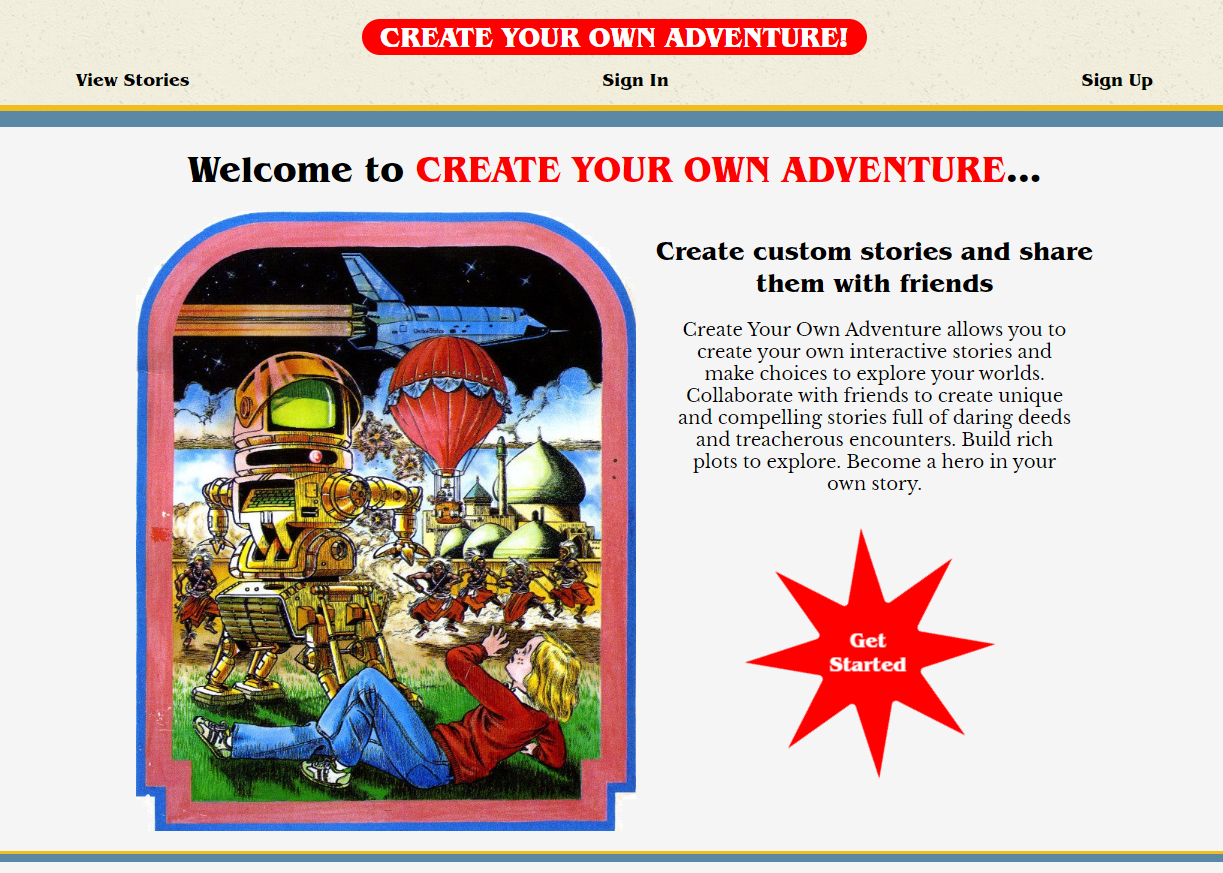 CREATE YOUR OWN ADVENTURE!
View Stories
Sign In
Sign Up
Welcome to CREATE YOUR OWN ADVENTURE...
UnitedStates
Create custom stories and share
them with friends
Create Your Own Adventure allows you to
create your own interactive stories and
make choices to explore your worlds.
Collaborate with friends to create unique
and compelling stories full of daring deeds
and treacherous encounters. Build rich
plots to explore. Become a hero in your
own story.
Get
Started